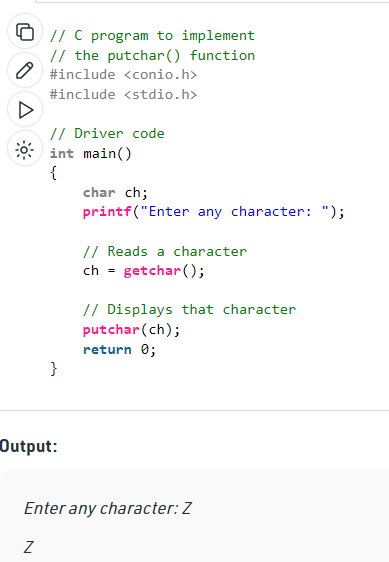 // C program to implement
// the putchar() function
#include <conio.h>
#include <stdio.h>
// Driver code
int main()
{
char ch;
printf("Enter any character: ");
// Reads a character
ch = getchar();
// Displays that character
putchar(ch);
return 0;
}
Output:
Enter any character: Z
Z